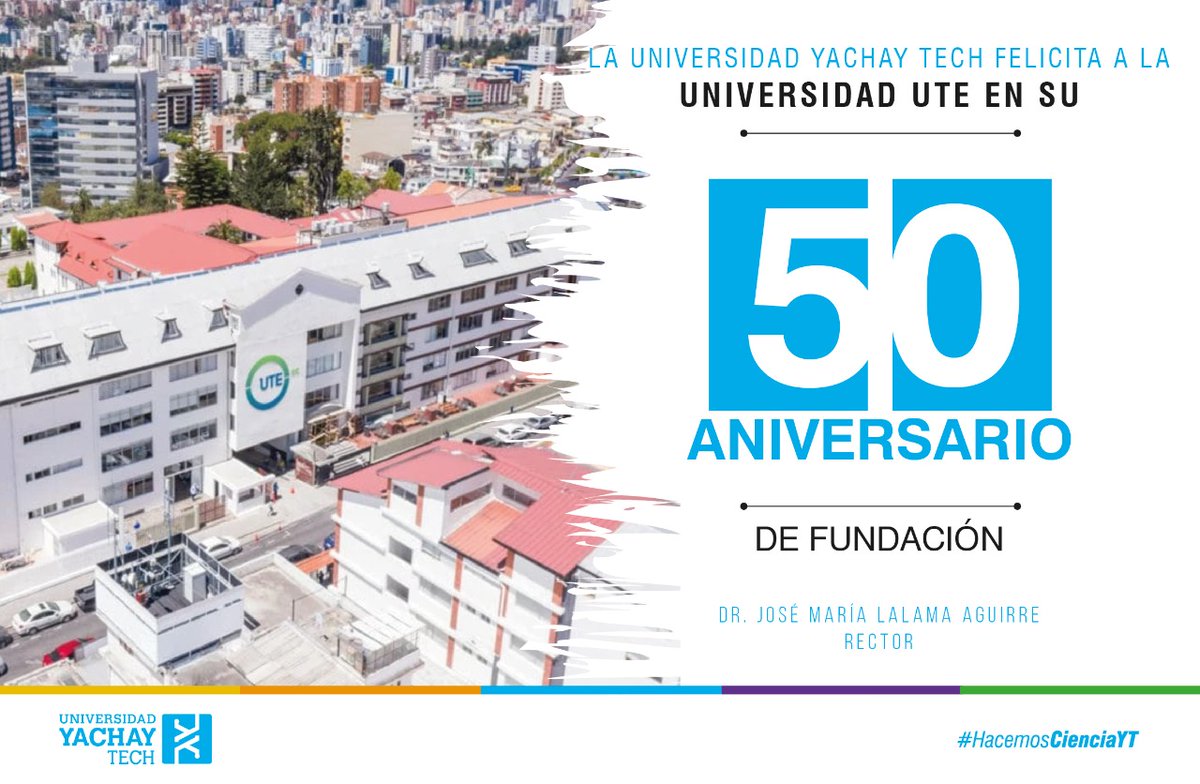 LA UNIVERSIDAD YACHAY TECH FELICITA A LA
UNIVERSIDAD UTE EN SU
50
ANIVERSARIO
DE FUNDACIÓN
DR. JOSÉ MARÍA LALAMA AGUIRRE
RECTOR
UTE
UNIVERSIDAD
YACHAY
TECH
#HacemosCienciaYT